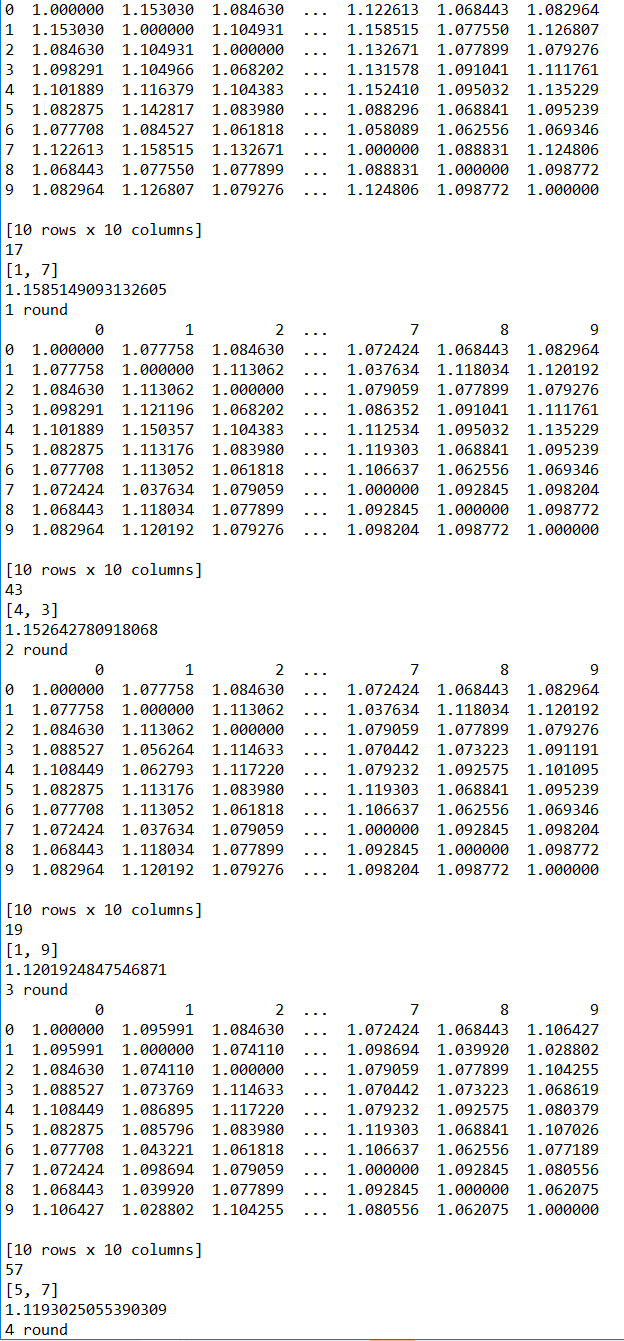 0  1.000000  1.153030  1.084630  ...  1.122613  1.068443  1.082964
1  1.153030  1.000000  1.104931  ...  1.158515  1.077550  1.126807
2  1.084630  1.104931  1.000000  ...  1.132671  1.077899  1.079276
3  1.098291  1.104966  1.068202  ...  1.131578  1.091041  1.111761
4  1.101889  1.116379  1.104383  ...  1.152410  1.095032  1.135229
5  1.082875  1.142817  1.083980  ...  1.088296  1.068841  1.095239
6  1.077708  1.084527  1.061818  ...  1.058089  1.062556  1.069346
7  1.122613  1.158515  1.132671  ...  1.000000  1.088831  1.124806
8  1.068443  1.077550  1.077899  ...  1.088831  1.000000  1.098772
9  1.082964  1.126807  1.079276  ...  1.124806  1.098772  1.000000
[10 rows x 10 columns]
17
[1, 7]
1.1585149093132605
1 round
0         1         2  ...         7         8         9
0  1.000000  1.077758  1.084630  ...  1.072424  1.068443  1.082964
1  1.077758  1.000000  1.113062  ...  1.037634  1.118034  1.120192
2  1.084630  1.113062  1.000000  ...  1.079059  1.077899  1.079276
3  1.098291  1.121196  1.068202  ...  1.086352  1.091041  1.111761
4  1.101889  1.150357  1.104383  ...  1.112534  1.095032  1.135229
5  1.082875  1.113176  1.083980  ...  1.119303  1.068841  1.095239
6  1.077708  1.113052  1.061818  ...  1.106637  1.062556  1.069346
7  1.072424  1.037634  1.079059  ...  1.000000  1.092845  1.098204
8  1.068443  1.118034  1.077899  ...  1.092845  1.000000  1.098772
9  1.082964  1.120192  1.079276  ...  1.098204  1.098772  1.000000
[10 rows x 10 columns]
43
[4, 3]
1.152642780918068
2 round
0         1         2  ...         7         8         9
0  1.000000  1.077758  1.084630  ...  1.072424  1.068443  1.082964
1  1.077758  1.000000  1.113062  ...  1.037634  1.118034  1.120192
2  1.084630  1.113062  1.000000  ...  1.079059  1.077899  1.079276
3  1.088527  1.056264  1.114633  ...  1.070442  1.073223  1.091191
4  1.108449  1.062793  1.117220  ...  1.079232  1.092575  1.101095
5  1.082875  1.113176  1.083980  ...  1.119303  1.068841  1.095239
6  1.077708  1.113052  1.061818  ...  1.106637  1.062556  1.069346
7  1.072424  1.037634  1.079059  ...  1.000000  1.092845  1.098204
8  1.068443  1.118034  1.077899  ...  1.092845  1.000000  1.098772
9  1.082964  1.120192  1.079276  ...  1.098204  1.098772  1.000000
[10 rows x 10 columns]
19
[1, 9]
1.1201924847546871
3 round
0         1         2  ...         7         8         9
0  1.000000  1.095991  1.084630  ...  1.072424  1.068443  1.106427
1  1.095991  1.000000  1.074110  ...  1.098694  1.039920  1.028802
2  1.084630  1.074110  1.000000  ...  1.079059  1.077899  1.104255
3  1.088527  1.073769  1.114633  ...  1.070442  1.073223  1.068619
4  1.108449  1.086895  1.117220  ...  1.079232  1.092575  1.080379
5  1.082875  1.085796  1.083980  ...  1.119303  1.068841  1.107026
6  1.077708  1.043221  1.061818  ...  1.106637  1.062556  1.077189
7  1.072424  1.098694  1.079059  ...  1.000000  1.092845  1.080556
8  1.068443  1.039920  1.077899  ...  1.092845  1.000000  1.062075
9  1.106427  1.028802  1.104255  ...  1.080556  1.062075  1.000000
[10 rows x 10 columns]
57
[5, 7]
1.1193025055390309
4 round